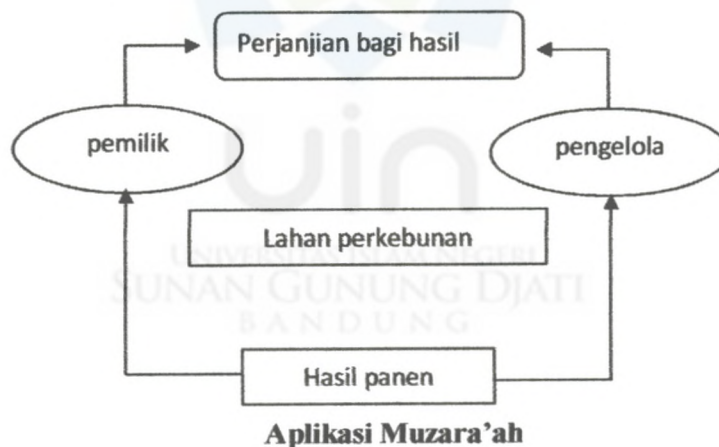 Perjanjian bagi hasil
pemilik
pengelola
uin
Lahan perkebunan
UNIVERSITAS ISLAM NEGERI
SUNAN GUNUNG DJATI
BANDUNG
Hasil panen
Aplikasi Muzara'ah